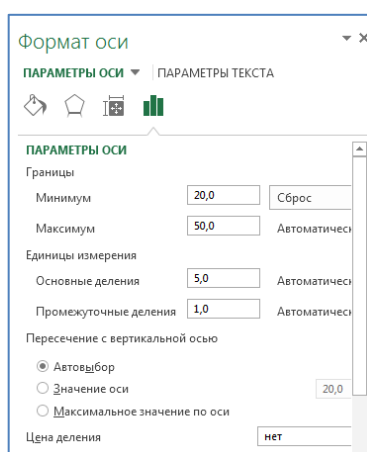 Формат оси
ПАРАМЕТРЫ ОСИ ПАРАМЕТРЫ ТЕКСТА
ПАРАМЕТРЫ ОСИ
Границы
Минимум 20,0 Сброс
Максимум 50,0 Автоматическ
Единицы измерения
Основные деления 5,0 Автоматическ
Промежуточные деления 1,0 Автоматическ
Пересечение с вертикальной осью
Автовыбор
Значение оси 20,0
Максимальное значение по оси
Цена деления нет